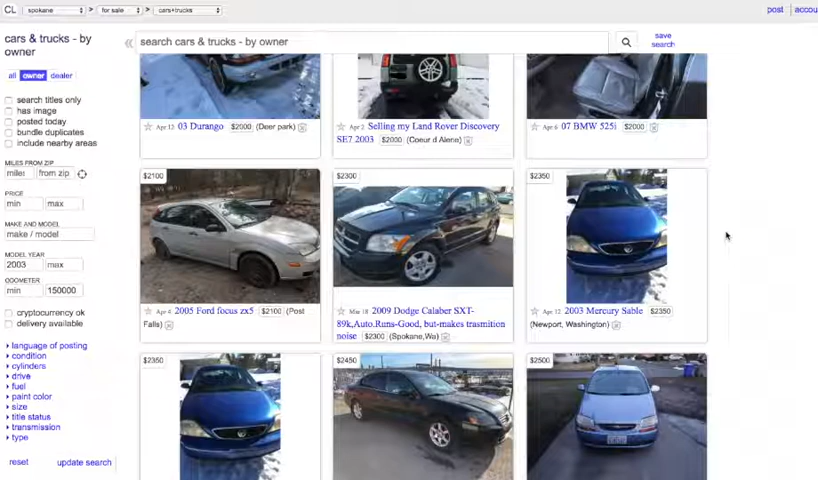 CL spokane > for sale > cars+trucks post accou
cars & trucks - by owner
all owner dealer
search titles only
has image
posted today
bundle duplicates
include nearby areas
MILES FROM ZIP
miles from zip
PRICE
min max
MAKE AND MODEL
make / model
MODEL YEAR
2003 max
ODOMETER
min 150000
cryptocurrency ok
delivery available
language of posting
condition
cylinders
drive
fuel
paint color
size
title status
transmission
type
reset update search
« search cars & trucks - by owner
save search
☆ Apr 12 03 Durango $2000 (Deer park)
☆ Apr 2 Selling my Land Rover Discovery
SE7 2003 $2000 (Coeur d Alene)
☆ Apr 6 07 BMW 525i $2000
$2100
☆ Apr 4 2005 Ford focus zx5 $2100 (Post
Falls)
$2300
☆ Mar 18 2009 Dodge Calaber SXT-
89k,Auto.Runs-Good, but-makes trasmition
noise $2300 (Spokane,Wa)
$2350
☆ Apr 12 2003 Mercury Sable $2350
(Newport, Washington)
$2350
$2450
$2500